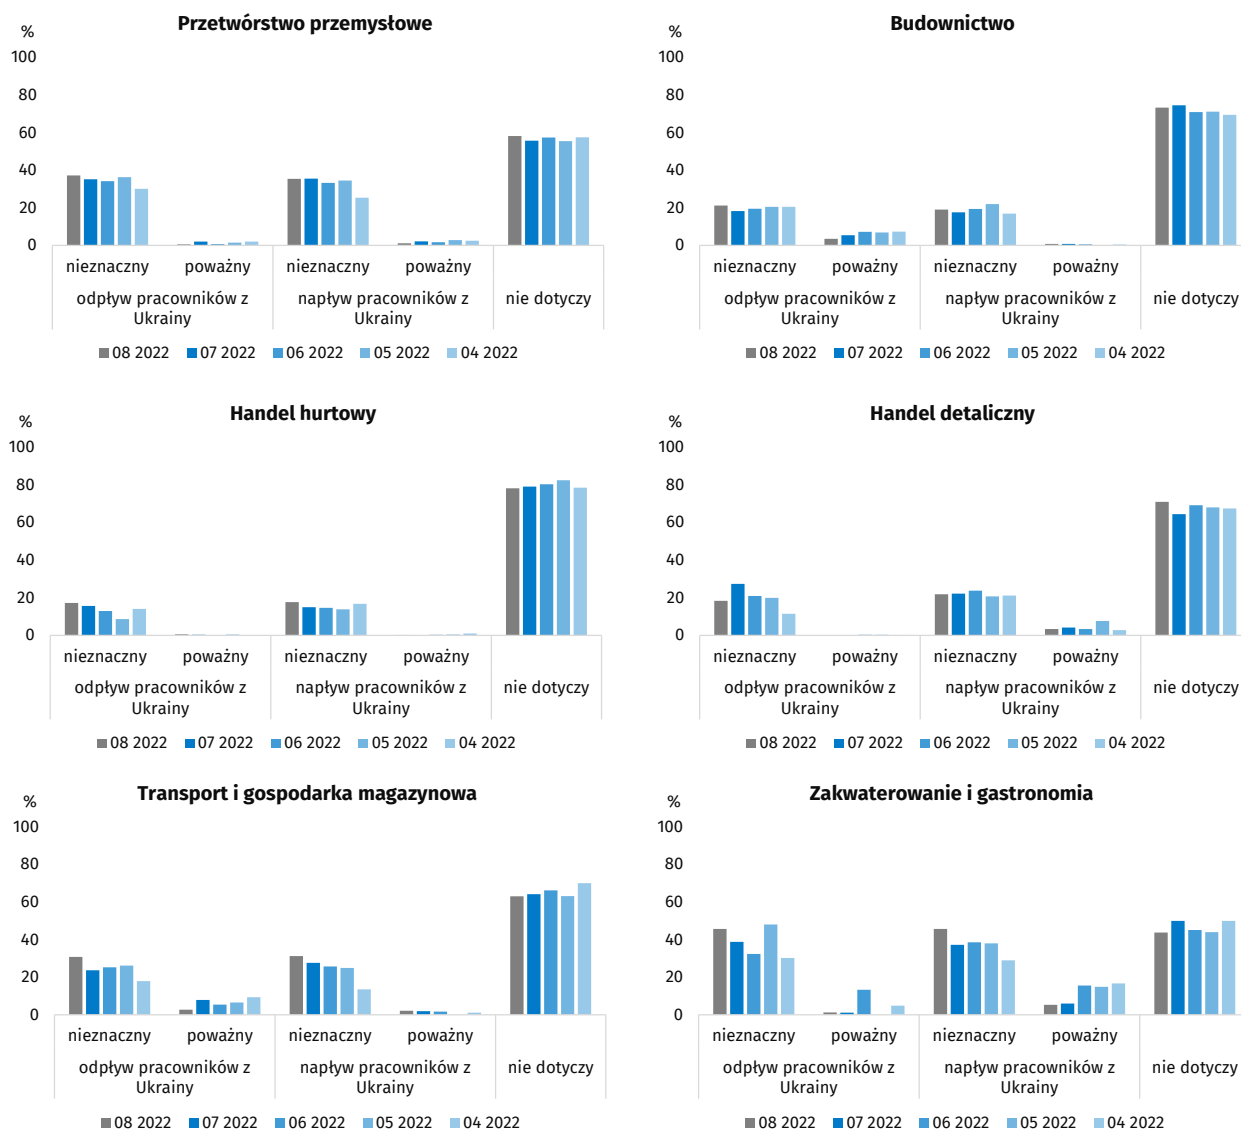 Przetwórstwo przemysłowe
%
100
80
60
40
20
0
nieznaczny poważny nieznaczny poważny
odpływ pracowników z Ukrainy
napływ pracowników z Ukrainy
nie dotyczy
08 2022 07 2022 06 2022 05 2022 04 2022
Budownictwo
%
100
80
60
40
20
0
nieznaczny poważny nieznaczny poważny
odpływ pracowników z Ukrainy
napływ pracowników z Ukrainy
nie dotyczy
08 2022 07 2022 06 2022 05 2022 04 2022
Handel hurtowy
%
100
80
60
40
20
0
nieznaczny poważny nieznaczny poważny
odpływ pracowników z Ukrainy
napływ pracowników z Ukrainy
nie dotyczy
08 2022 07 2022 06 2022 05 2022 04 2022
Handel detaliczny
%
100
80
60
40
20
0
nieznaczny poważny nieznaczny poważny
odpływ pracowników z Ukrainy
napływ pracowników z Ukrainy
nie dotyczy
08 2022 07 2022 06 2022 05 2022 04 2022
Transport i gospodarka magazynowa
%
100
80
60
40
20
0
nieznaczny poważny nieznaczny poważny
odpływ pracowników z Ukrainy
napływ pracowników z Ukrainy
nie dotyczy
08 2022 07 2022 06 2022 05 2022 04 2022
Zakwaterowanie i gastronomia
%
100
80
60
40
20
0
nieznaczny poważny nieznaczny poważny
odpływ pracowników z Ukrainy
napływ pracowników z Ukrainy
nie dotyczy
08 2022 07 2022 06 2022 05 2022 04 2022